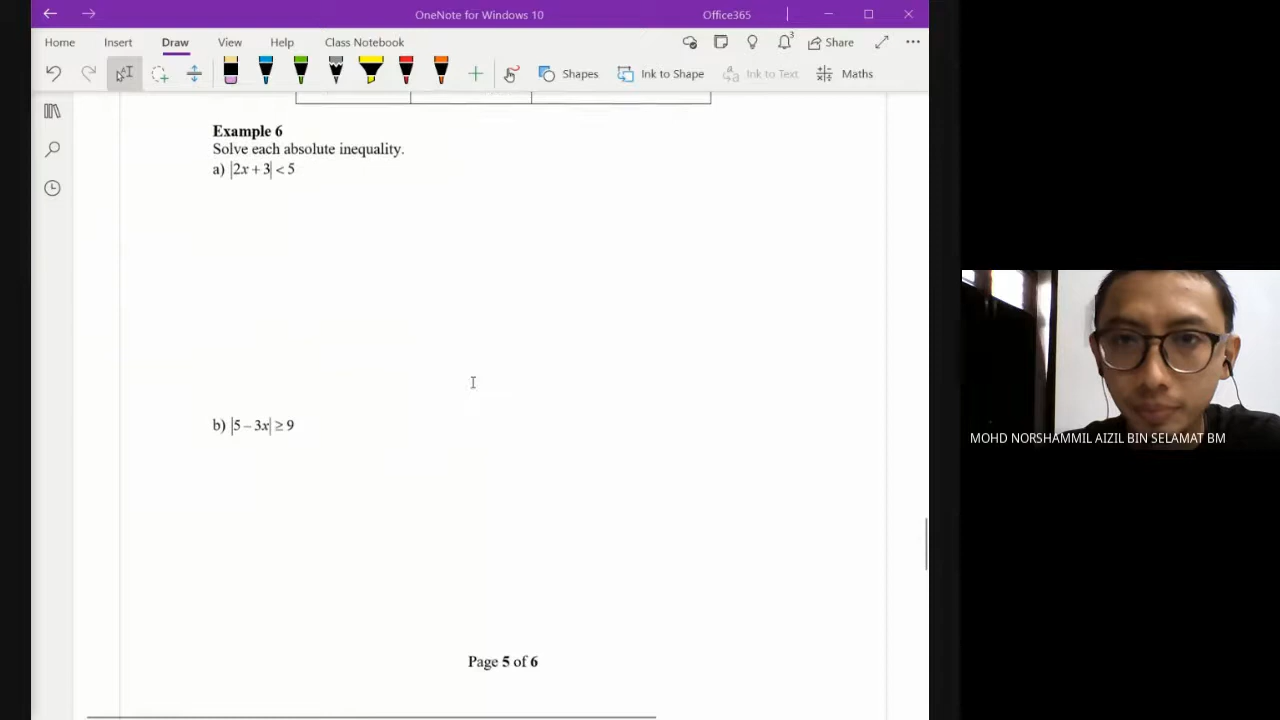 OneNote for Windows 10
Office365
Home
Insert
Draw
View
Help
Class Notebook
3
Share
Shapes
Ink to Shape
Ink to Text
Maths
Example 6
Solve each absolute inequality.
a) |2x + 3| < 5
b) |5 – 3x| ≥ 9
Page 5 of 6
MOHD NORSHAMMIL AIZIL BIN SELAMAT BM